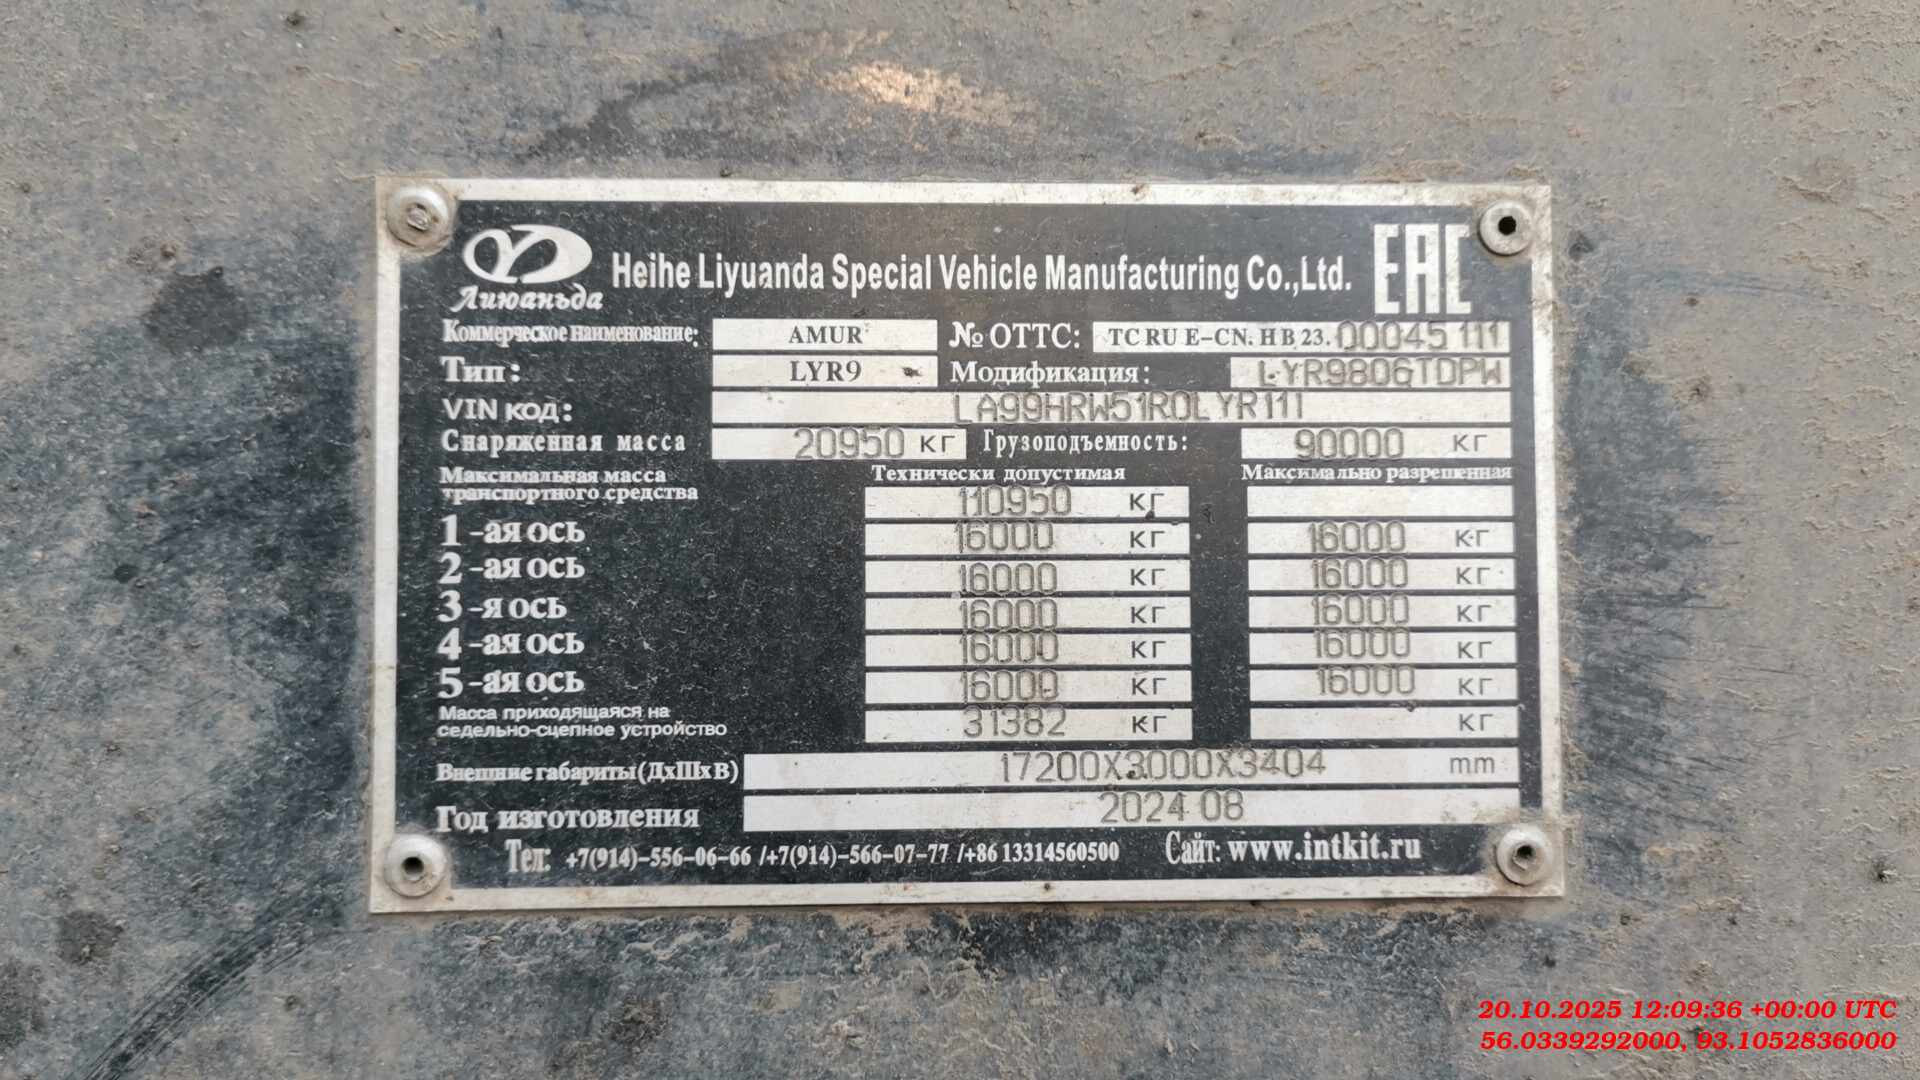 Лиюаньда
Heihe Liyuanda Special Vehicle Manufacturing Co.,Ltd.
EAC
Коммерческое наименование: AMUR № ОТТС: TC RU E-CN. HB23.00045 111
Тип: LYR9 Модификация: LYR9806TDPW
VIN код: LA99HRW51R0LYR111
Снаряженная масса 20950 кг Грузоподъемность: 90000 кг
Технически допустимая Максимально разрешенная
Максимальная масса
транспортного средства 110950 кг
1-ая ось 16000 кг 16000 кг
2-ая ось 16000 кг 16000 кг
3-я ось 16000 кг 16000 кг
4-ая ось 16000 кг 16000 кг
5-ая ось 16000 кг 16000 кг
Масса приходящаяся на
седельно-сцепное устройство 31382 кг кг
Внешние габариты(ДхШхВ) 17200X3000X3404 mm
Год изготовления 2024 08
Тел: +7(914)-556-06-66 /+7(914)-566-07-77 /+86 13314560500 Сайт: www.intkit.ru
20.10.2025 12:09:36 +00:00 UTC
56.0339292000, 93.1052836000